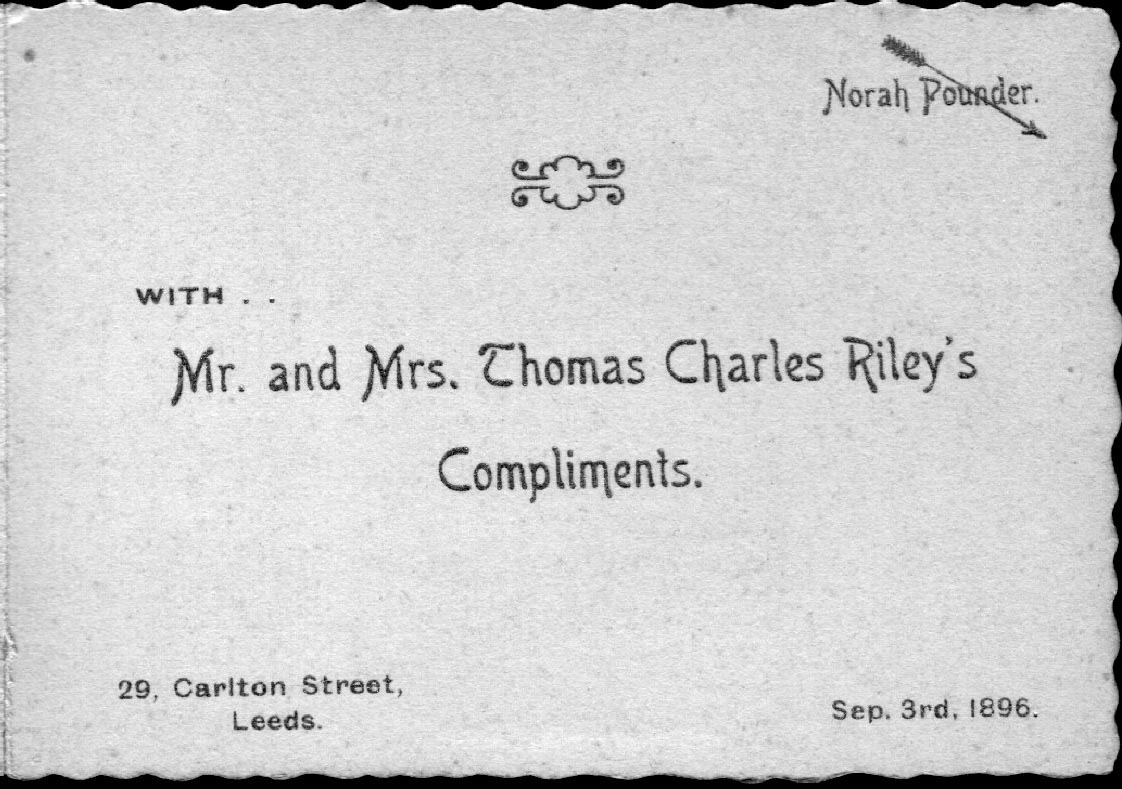 Norah Pounder.
WITH . .
Mr. and Mrs. Thomas Charles Riley's
Compliments.
29, Carlton Street,
Leeds.
Sep. 3rd, 1896.